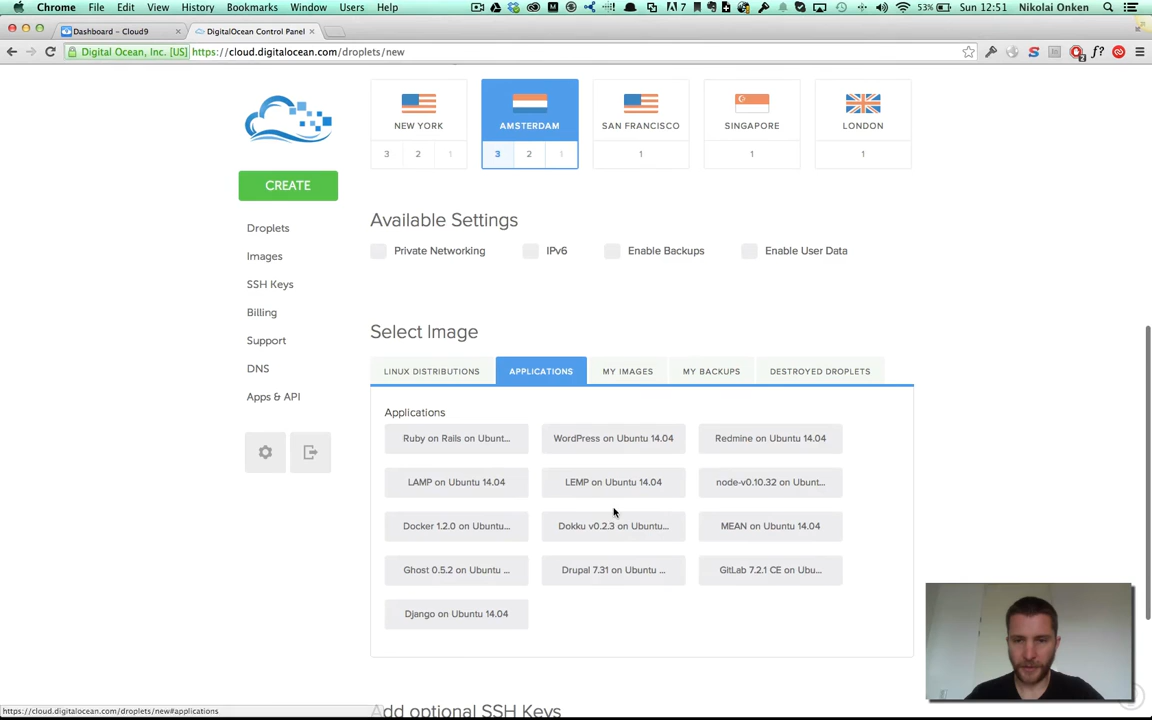 Chrome File Edit View History Bookmarks Window Users Help 7 53% Sun 12:51 Nikolai Onken
Dashboard – Cloud9 DigitalOcean Control Panel
Digital Ocean, Inc. [US] https://cloud.digitalocean.com/droplets/new f?
NEW YORK AMSTERDAM SAN FRANCISCO SINGAPORE LONDON
3 2 1 3 2 1 1 1 1
CREATE
Droplets
Images
SSH Keys
Billing
Support
DNS
Apps & API
Available Settings
Private Networking IPv6 Enable Backups Enable User Data
Select Image
LINUX DISTRIBUTIONS APPLICATIONS MY IMAGES MY BACKUPS DESTROYED DROPLETS
Applications
Ruby on Rails on Ubunt... WordPress on Ubuntu 14.04 Redmine on Ubuntu 14.04
LAMP on Ubuntu 14.04 LEMP on Ubuntu 14.04 node-v0.10.32 on Ubunt...
Docker 1.2.0 on Ubuntu... Dokku v0.2.3 on Ubuntu... MEAN on Ubuntu 14.04
Ghost 0.5.2 on Ubuntu ... Drupal 7.31 on Ubuntu ... GitLab 7.2.1 CE on Ubu...
Django on Ubuntu 14.04
Add optional SSH Keys
https://cloud.digitalocean.com/droplets/new#applications